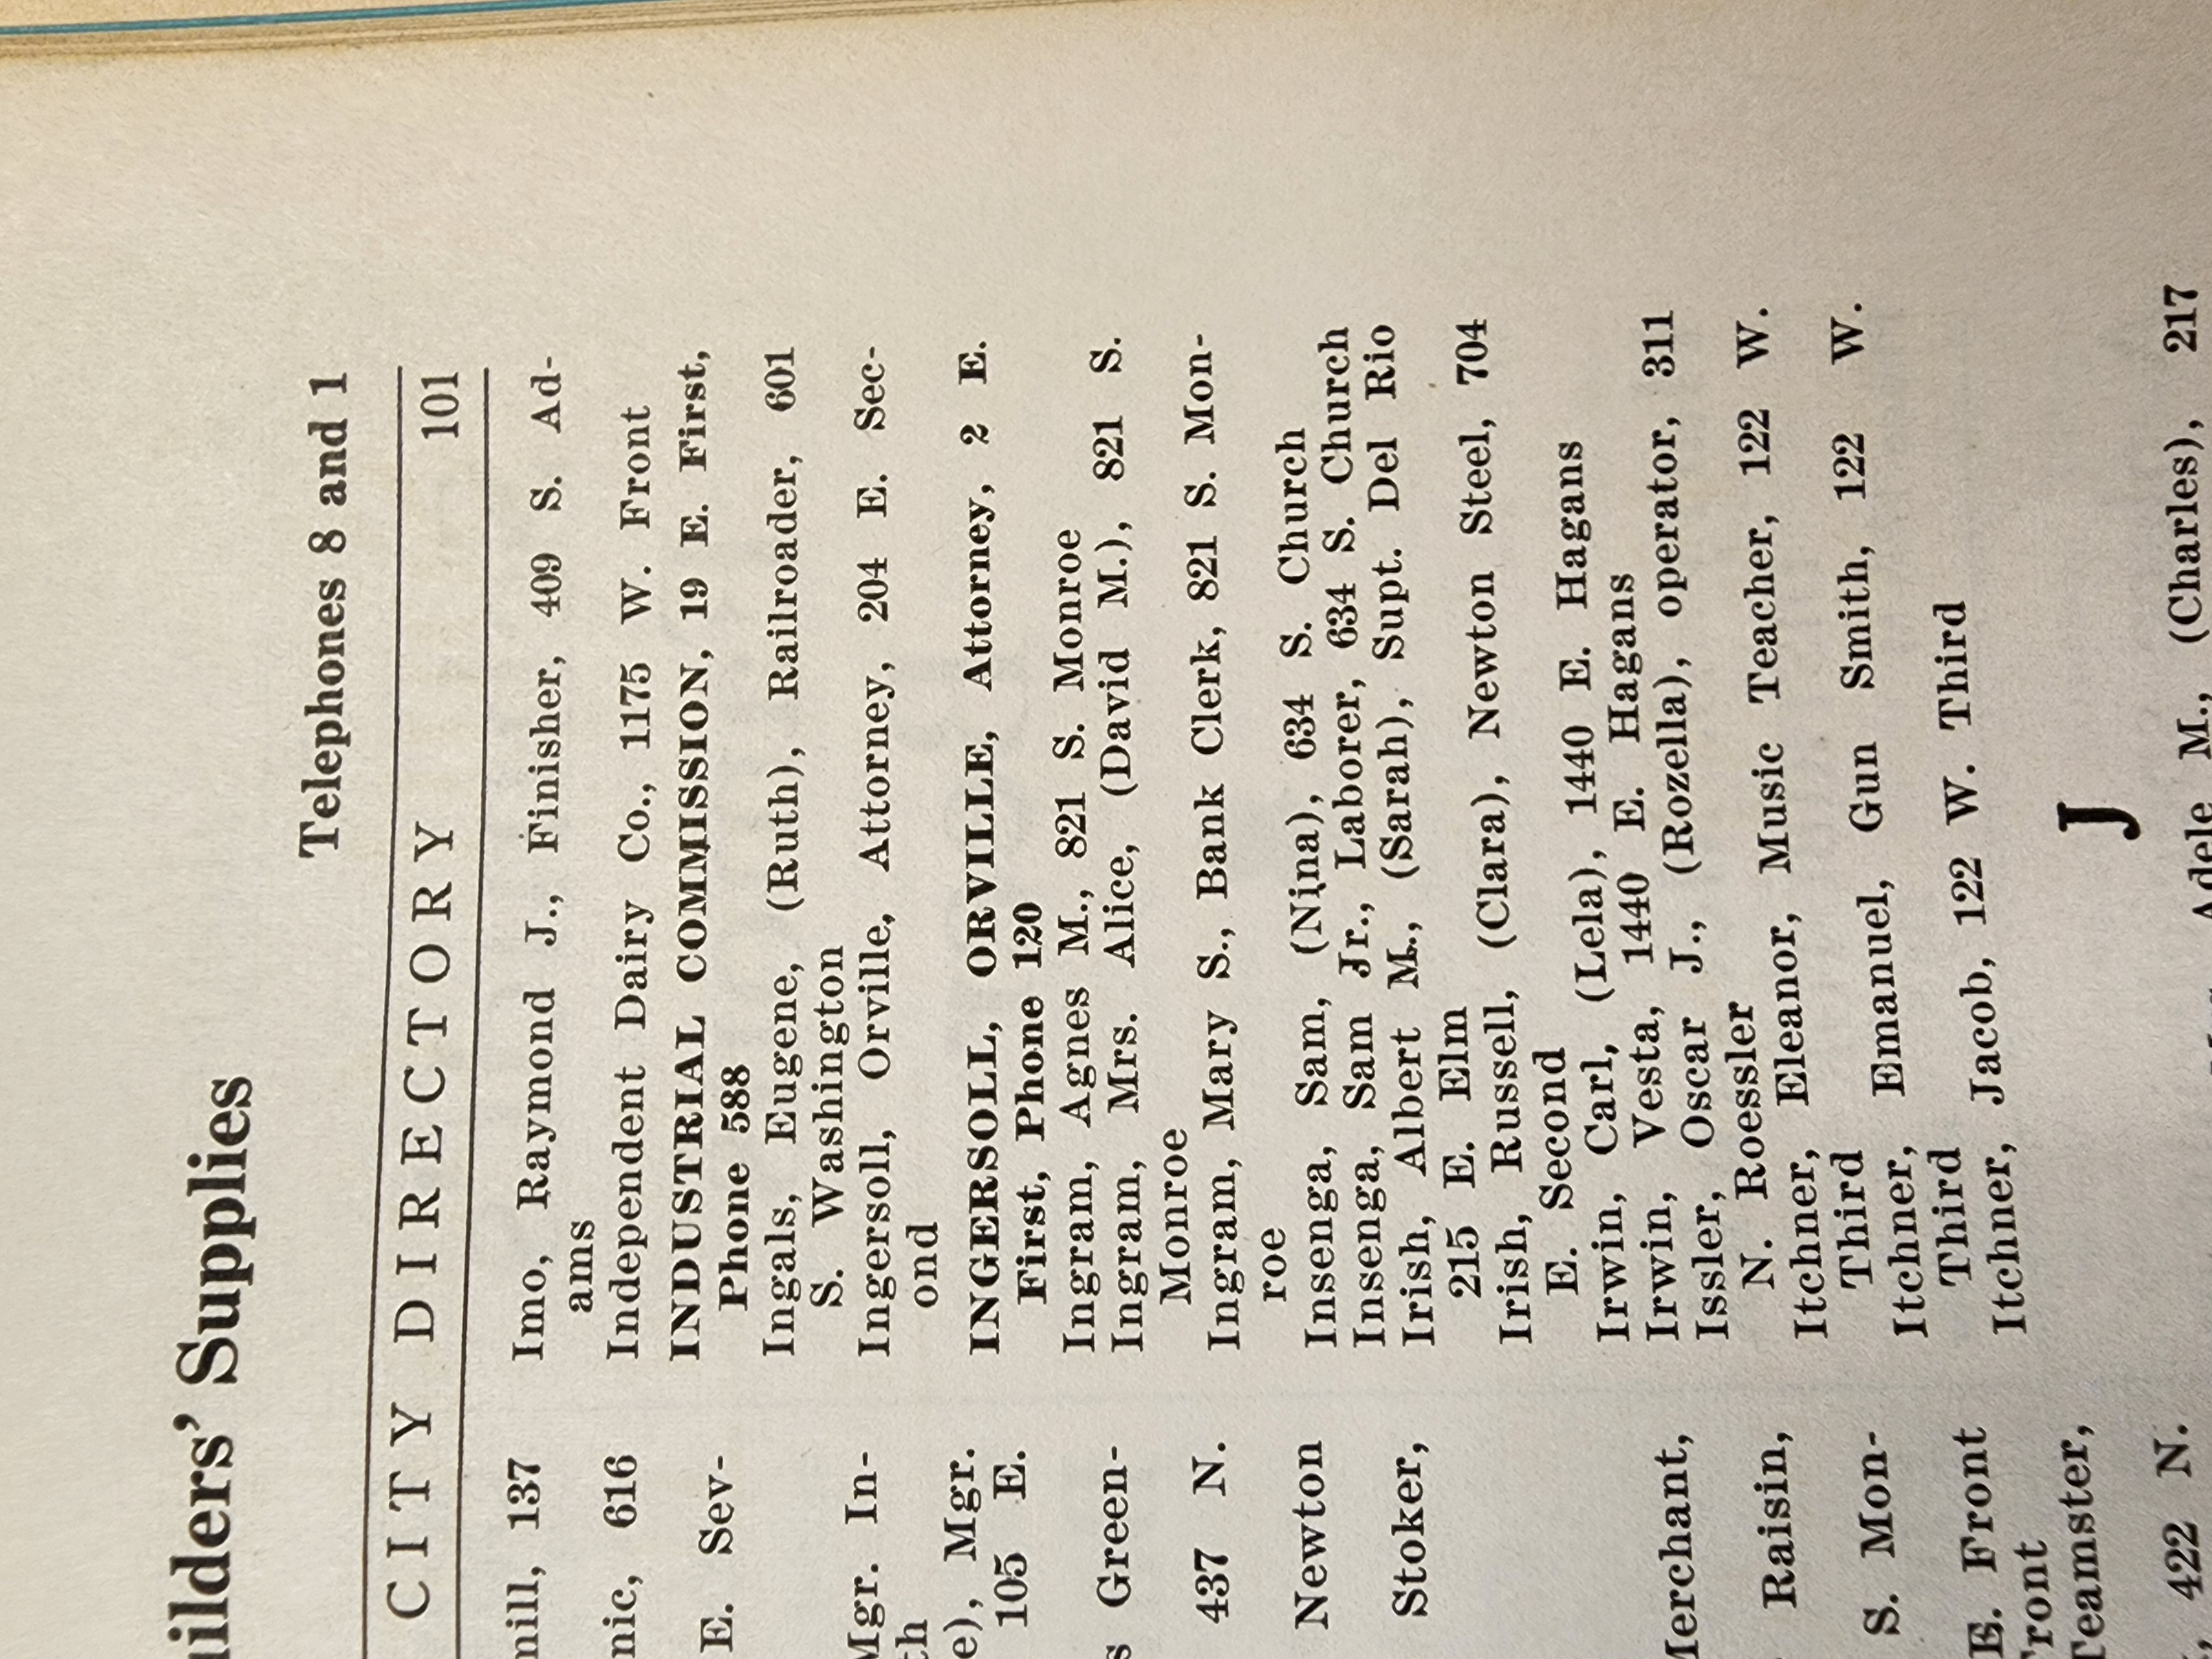 uilders' Supplies
Telephones 8 and 1
CITY DIRECTORY 101
mill, 137
nic, 616
E. Sev-
Mgr. In-
th
e), Mgr.
105 E.
s Green-
437 N.
Newton
Stoker,
Merchant,
Raisin,
S. Mon-
E. Front
Front
Teamster,
422 N.
Imo, Raymond J., Finisher, 409 S. Ad-
ams
Independent Dairy Co., 1175 W. Front
INDUSTRIAL COMMISSION, 19 E. First,
Phone 588
Ingals, Eugene, (Ruth), Railroader, 601
S. Washington
Ingersoll, Orville, Attorney, 204 E. Sec-
ond
INGERSOLL, ORVILLE, Attorney, 2 E.
First, Phone 120
Ingram, Agnes M., 821 S. Monroe
Ingram, Mrs. Alice, (David M.), 821 S.
Monroe
Ingram, Mary S., Bank Clerk, 821 S. Mon-
roe
Insenga, Sam, (Nina), 634 S. Church
Insenga, Sam Jr., Laborer, 634 S. Church
Irish, Albert M., (Sarah), Supt. Del Rio
215 E. Elm
Irish, Russell, (Clara), Newton Steel, 704
E. Second
Irwin, Carl, (Lela), 1440 E. Hagans
Irwin, Vesta, 1440 E. Hagans
Issler, Oscar J., (Rozella), operator, 311
N. Roessler
Itchner, Eleanor, Music Teacher, 122 W.
Third
Itchner, Emanuel, Gun Smith, 122 W.
Third
Itchner, Jacob, 122 W. Third
J
Adele M., (Charles), 217